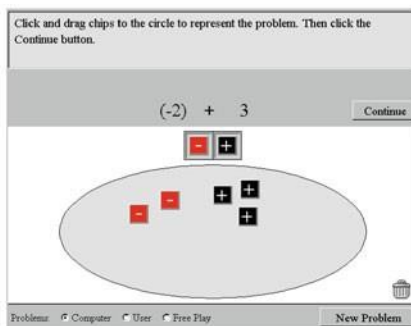 Click and drag chips to the circle to represent the problem. Then click the
Continue button.
(-2) + 3
Continue
- +
- - + + +
Problems: Computer User Free Play
New Problem